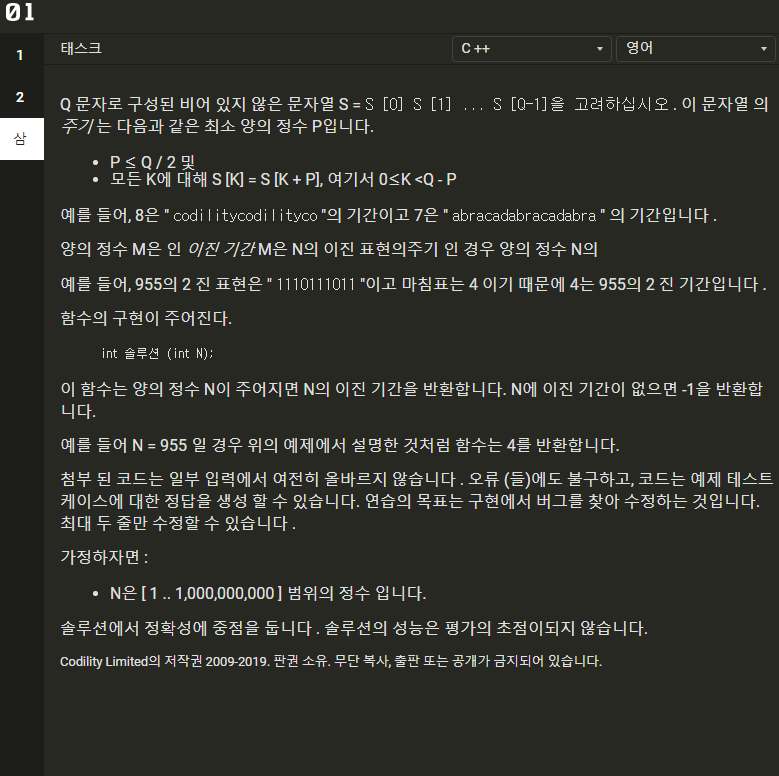 01
1
태스크
C ++
영어
2
삼
Q 문자로 구성된 비어 있지 않은 문자열 S = S [0] S [1] ... S [Q-1]을 고려하십시오 . 이 문자열 의
주기 는 다음과 같은 최소 양의 정수 P입니다.
• P ≤ Q / 2 및
• 모든 K에 대해 S [K] = S [K + P], 여기서 0≤K <Q - P
예를 들어, 8은 " codilitycodilityco "의 기간이고 7은 " abracadabracadabra " 의 기간입니다 .
양의 정수 M은 인 이진 기간 M은 N의 이진 표현의주기 인 경우 양의 정수 N의
예를 들어, 955의 2 진 표현은 " 1110111011 "이고 마침표는 4 이기 때문에 4는 955의 2 진 기간입니다 .
함수의 구현이 주어진다.
int 솔루션 (int N);
이 함수는 양의 정수 N이 주어지면 N의 이진 기간을 반환합니다. N에 이진 기간이 없으면 -1을 반환합
니다.
예를 들어 N = 955 일 경우 위의 예제에서 설명한 것처럼 함수는 4를 반환합니다.
첨부 된 코드는 일부 입력에서 여전히 올바르지 않습니다 . 오류 (들)에도 불구하고, 코드는 예제 테스트
케이스에 대한 정답을 생성 할 수 있습니다. 연습의 목표는 구현에서 버그를 찾아 수정하는 것입니다.
최대 두 줄만 수정할 수 있습니다 .
가정하자면 :
• N은 [ 1 .. 1,000,000,000 ] 범위의 정수 입니다.
솔루션에서 정확성에 중점을 둡니다 . 솔루션의 성능은 평가의 초점이되지 않습니다.
Codility Limited의 저작권 2009-2019. 판권 소유. 무단 복사, 출판 또는 공개가 금지되어 있습니다.